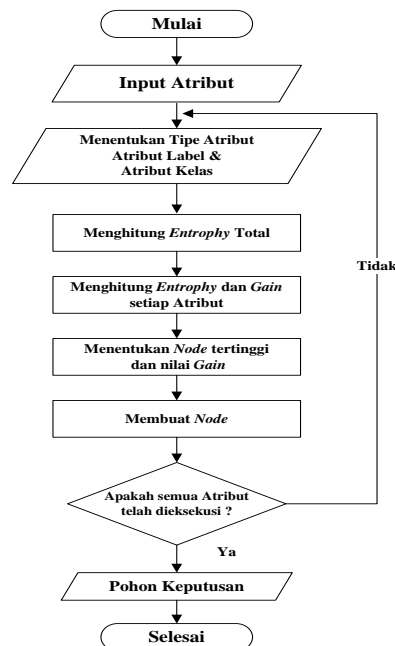 Mulai
Input Atribut
Menentukan Tipe Atribut
Atribut Label &
Atribut Kelas
Menghitung Entrophy Total
Menghitung Entrophy dan Gain
setiap Atribut
Menentukan Node tertinggi
dan nilai Gain
Membuat Node
Apakah semua Atribut
telah dieksekusi ?
Tidak
Ya
Pohon Keputusan
Selesai